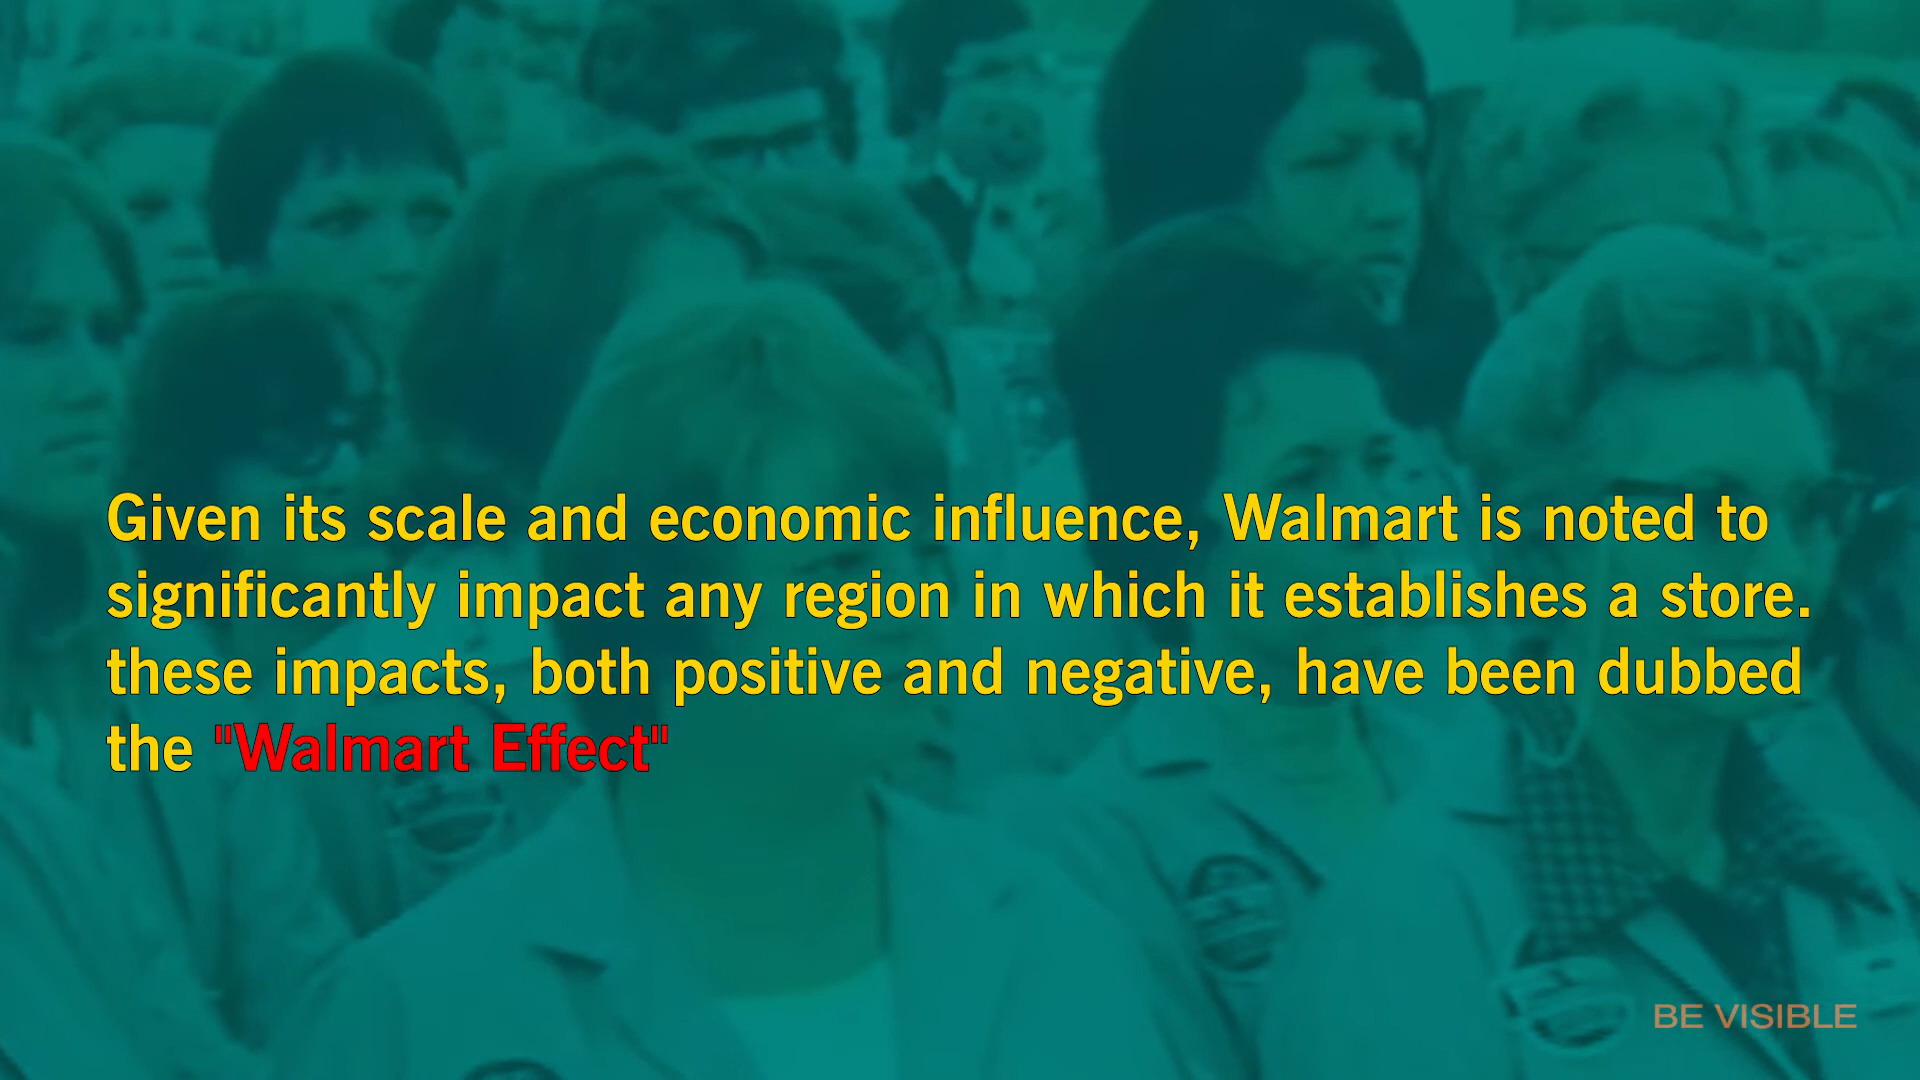 Given its scale and economic influence, Walmart is noted to
significantly impact any region in which it establishes a store.
these impacts, both positive and negative, have been dubbed
the "Walmart Effect"
BE VISIBLE